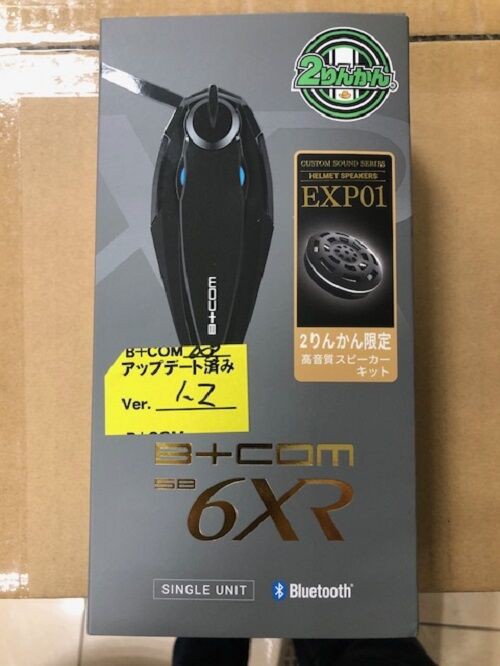 2りんかん
CUSTOM SOUND SERIES
HELMET SPEAKERS
EXP01
B+COM
2りんかん限定
高音質スピーカー
キット
B+COM
アップデート済み
Ver. 1.2
B+COM
SB
6XR
SINGLE UNIT
Bluetooth®